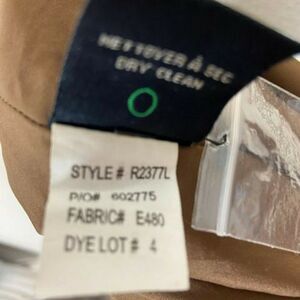 NETTOYER À SEC
DRY CLEAN
STYLE # R2377L
P/O# 602775
FABRIC# E480
DYE LOT # 4